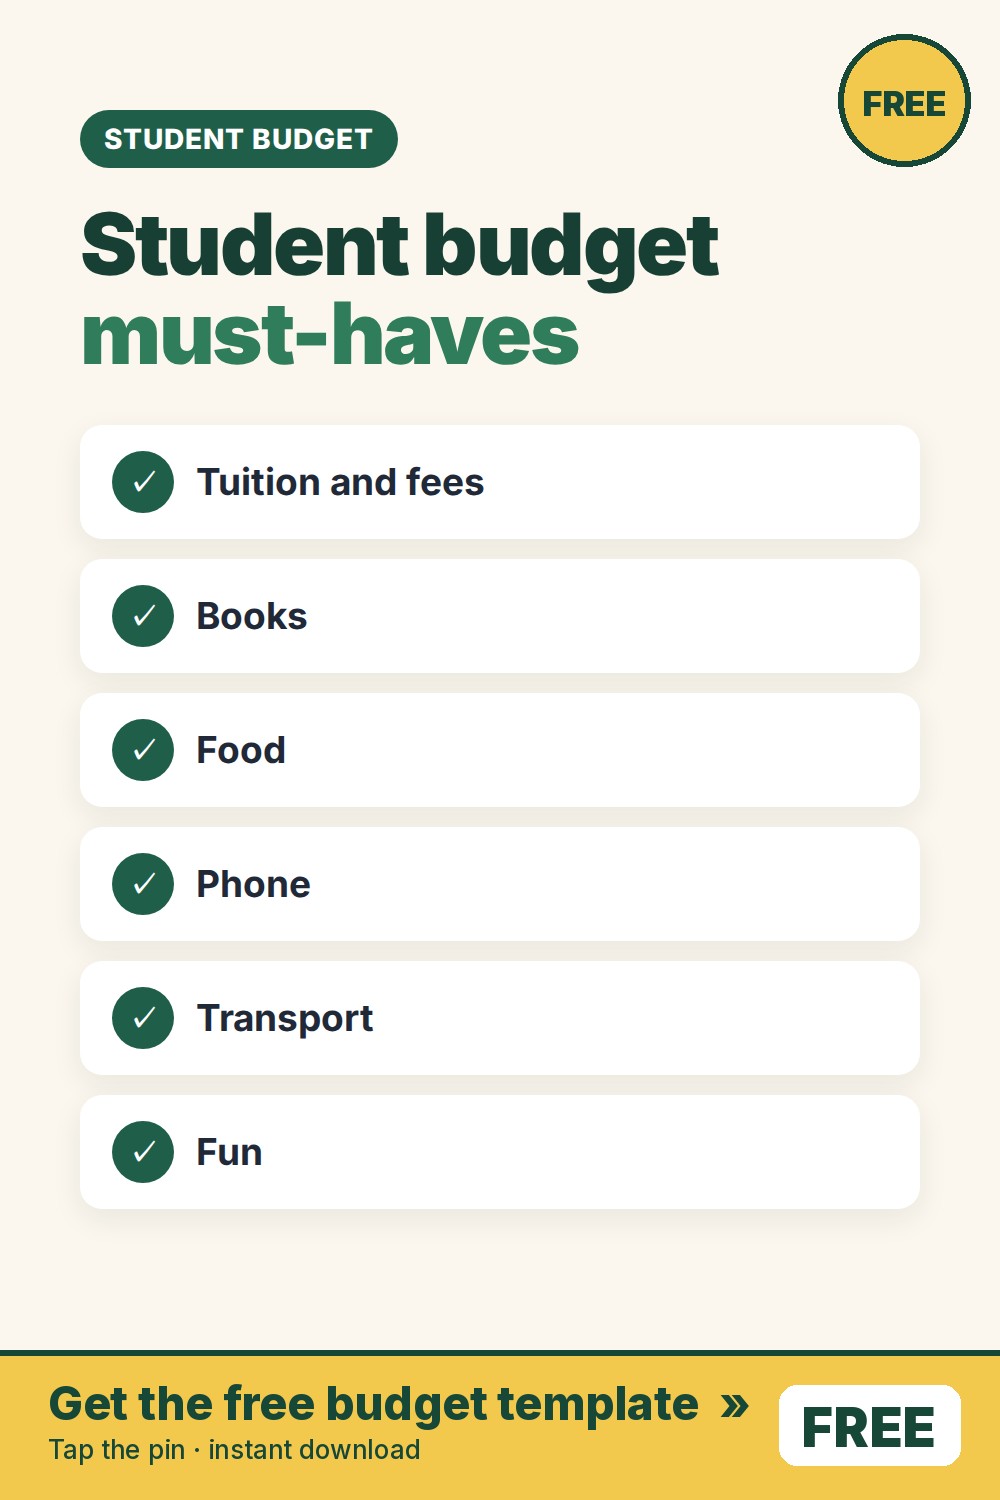 FREE
STUDENT BUDGET
Student budget
must-haves
✓ Tuition and fees
✓ Books
✓ Food
✓ Phone
✓ Transport
✓ Fun
Get the free budget template »
Tap the pin · instant download
FREE